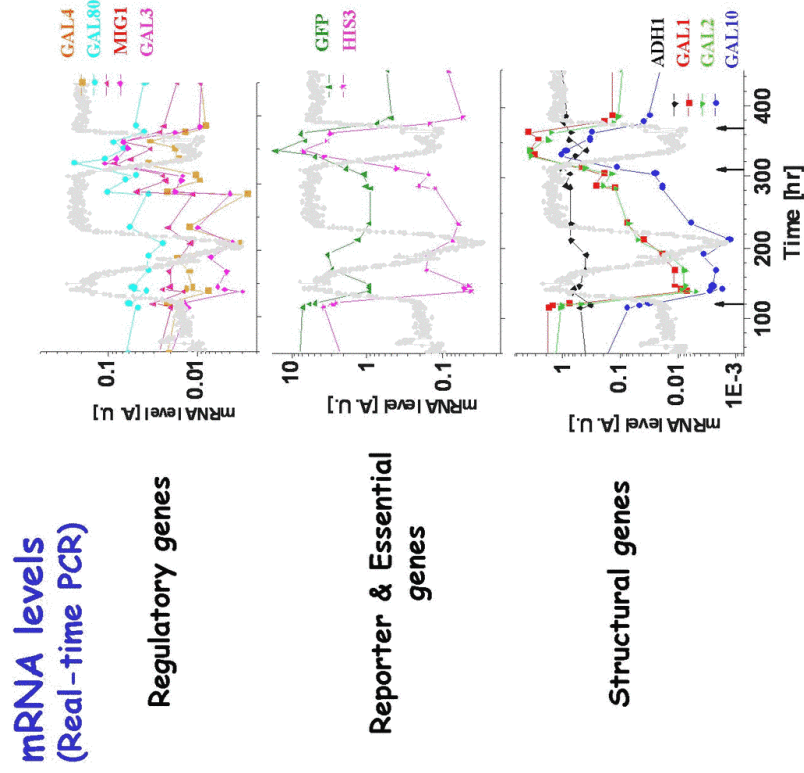 mRNA levels
(Real-time PCR)
Regulatory genes
mRNA level [A. U.]
0.1
0.01
GAL4
GAL80
MIG1
GAL3
Reporter & Essential
genes
mRNA level [A. U.]
10
1
0.1
GFP
HIS3
Structural genes
mRNA level [A. U.]
1
0.1
0.01
1E-3
ADH1
GAL1
GAL2
GAL10
100
200
300
400
Time [hr]